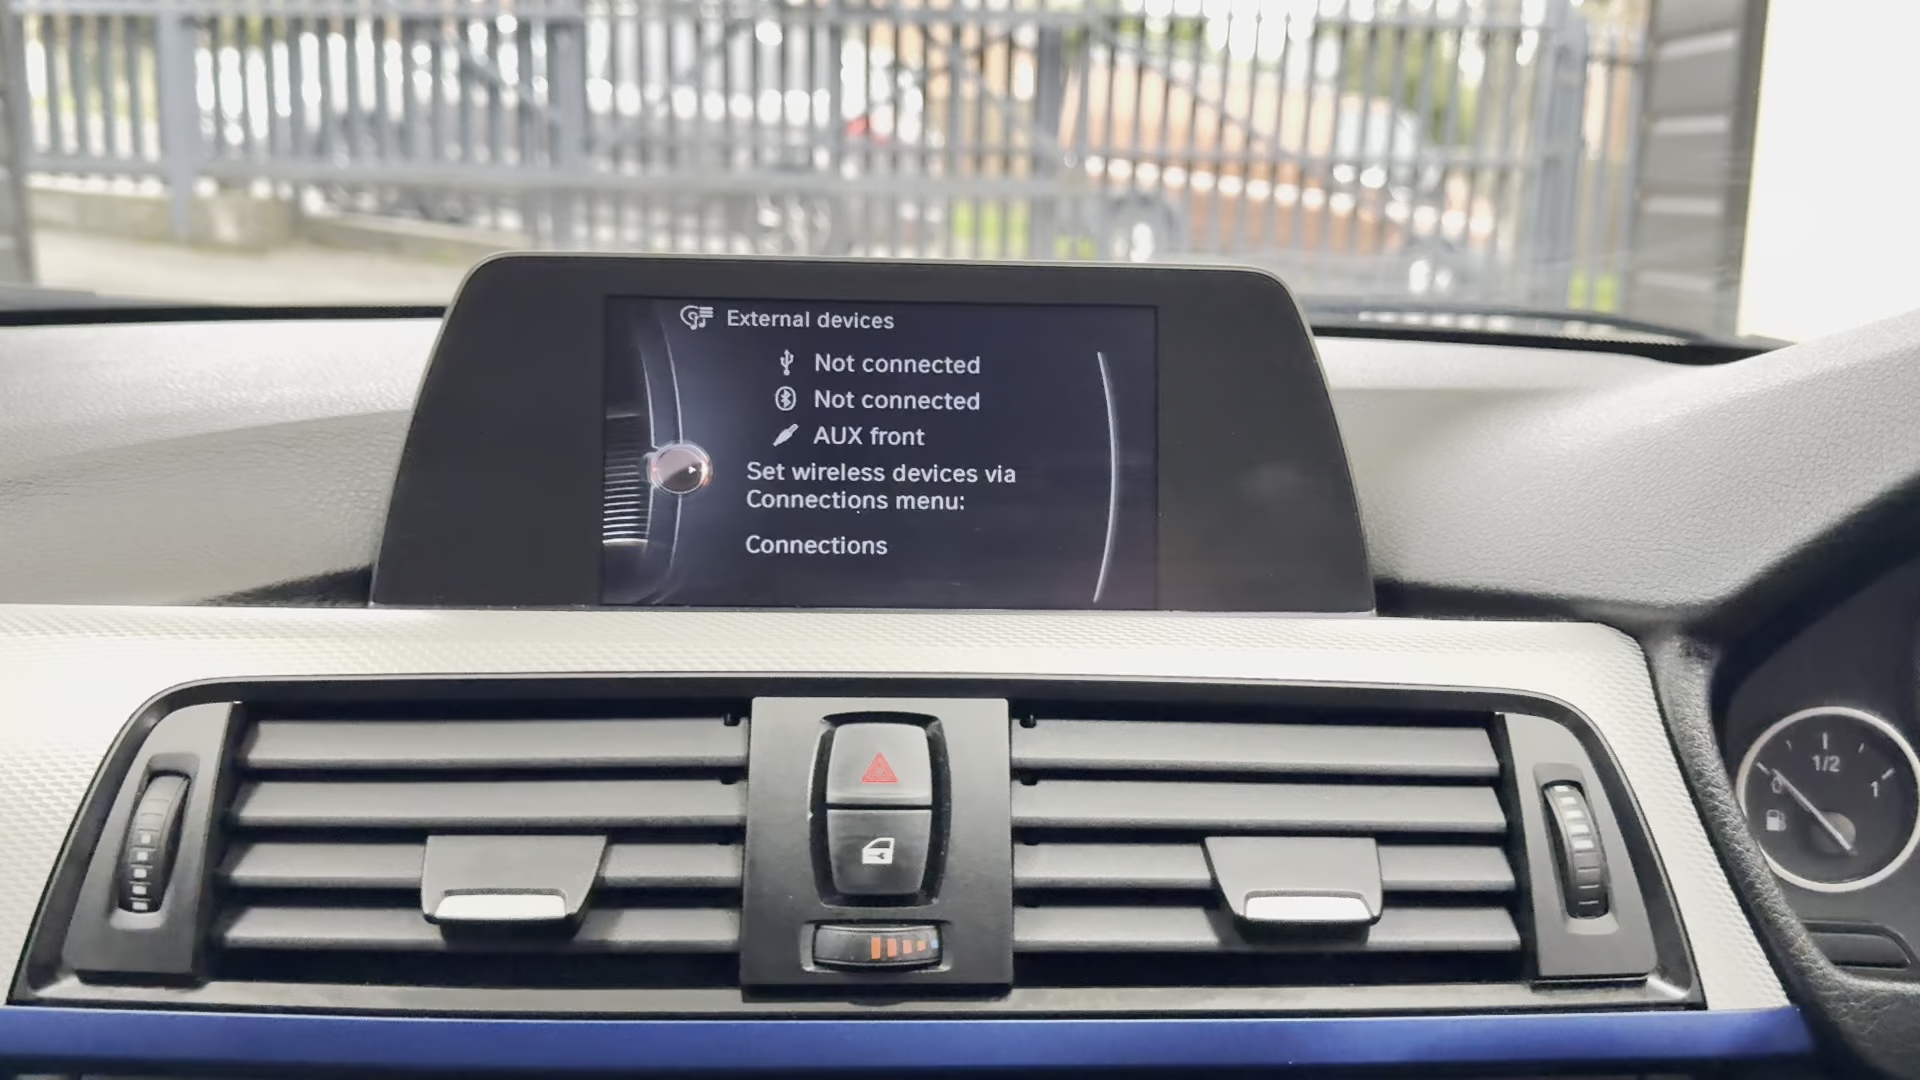 External devices
Not connected
Not connected
AUX front
Set wireless devices via
Connections menu:
Connections
1/2
0
1